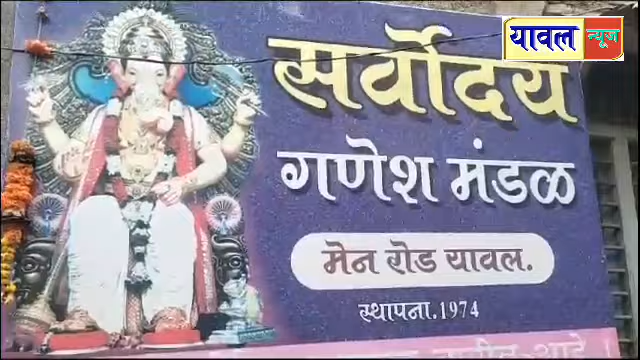 यावल न्यूज
सर्वोदय
गणेश मंडळ
मेन रोड यावल.
स्थापना.1974